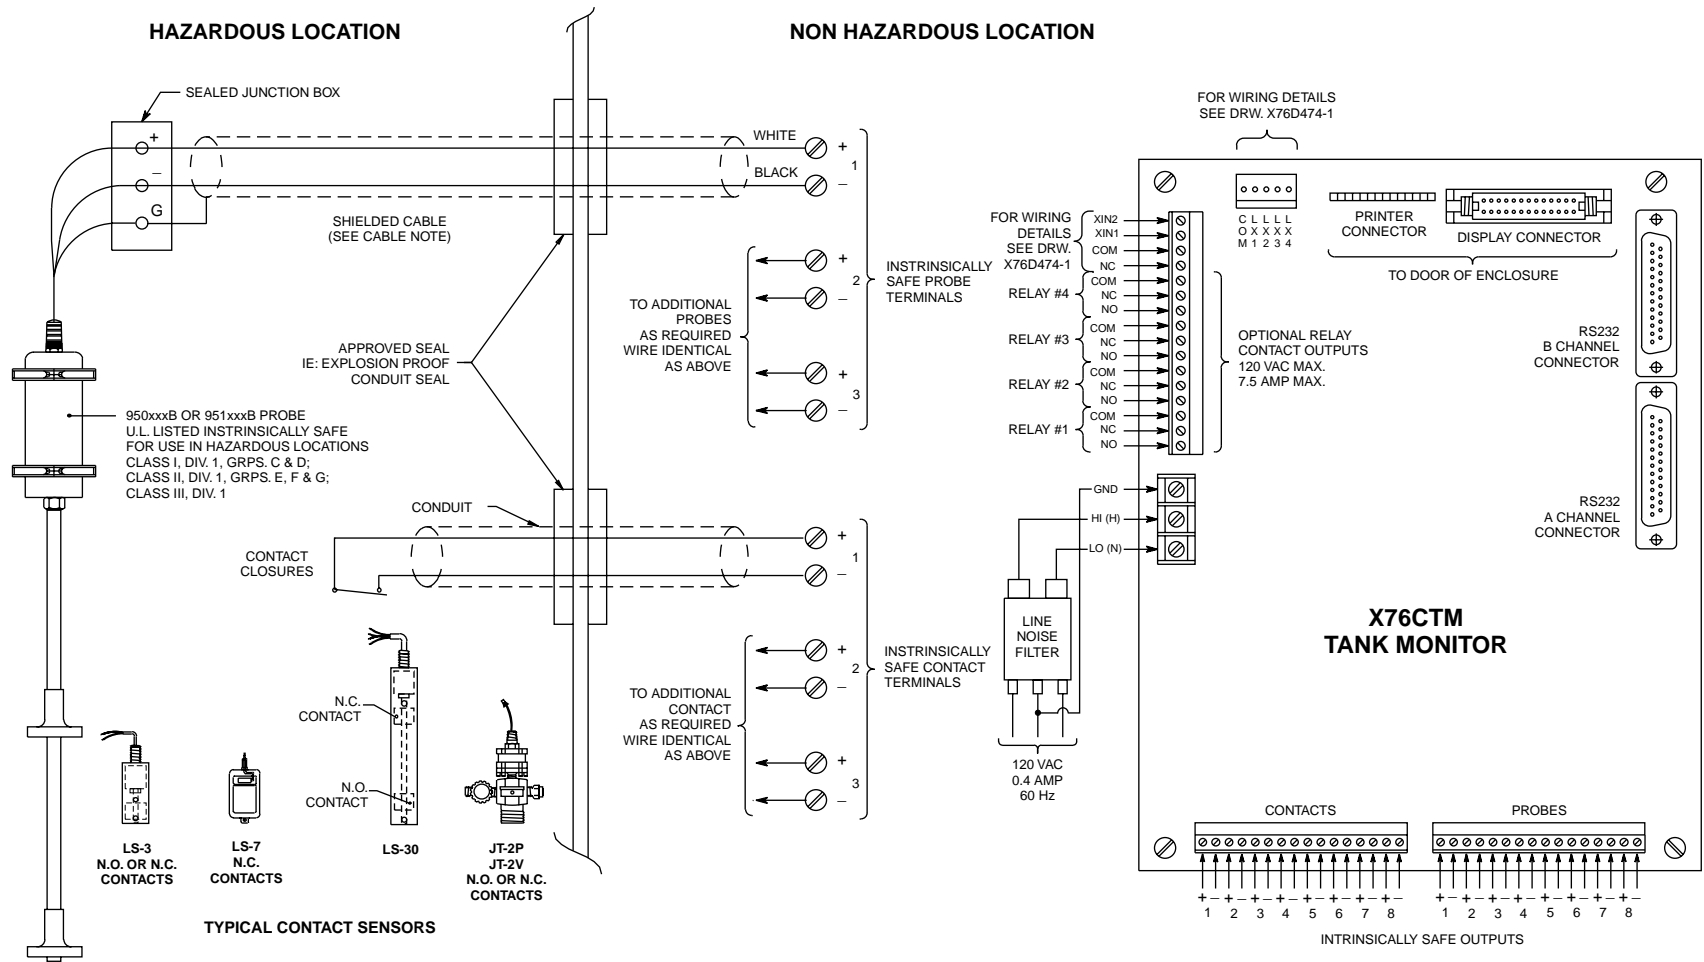 HAZARDOUS LOCATION
NON HAZARDOUS LOCATION
SEALED JUNCTION BOX
+
–
G
SHIELDED CABLE
(SEE CABLE NOTE)
WHITE
BLACK
+
1
–
+
2
–
+
3
–
TO ADDITIONAL
PROBES
AS REQUIRED
WIRE IDENTICAL
AS ABOVE
INSTRINSICALLY
SAFE PROBE
TERMINALS
APPROVED SEAL
IE: EXPLOSION PROOF
CONDUIT SEAL
950xxxB OR 951xxxB PROBE
U.L. LISTED INSTRINSICALLY SAFE
FOR USE IN HAZARDOUS LOCATIONS
CLASS I, DIV. 1, GRPS. C & D;
CLASS II, DIV. 1, GRPS. E, F & G;
CLASS III, DIV. 1
CONDUIT
CONTACT
CLOSURES
+
1
–
+
2
–
+
3
–
TO ADDITIONAL
CONTACT
AS REQUIRED
WIRE IDENTICAL
AS ABOVE
INSTRINSICALLY
SAFE CONTACT
TERMINALS
N.C.
CONTACT
N.O.
CONTACT
LS-3
N.O. OR N.C.
CONTACTS
LS-7
N.C.
CONTACTS
LS-30
JT-2P
JT-2V
N.O. OR N.C.
CONTACTS
TYPICAL CONTACT SENSORS
FOR WIRING DETAILS
SEE DRW. X76D474-1
COM
LX1
LX2
LX3
LX4
PRINTER
CONNECTOR
DISPLAY CONNECTOR
TO DOOR OF ENCLOSURE
FOR WIRING
DETAILS
SEE DRW.
X76D474-1
XIN2
XIN1
COM
NC
RELAY #4
COM
NC
NO
RELAY #3
COM
NC
NO
RELAY #2
COM
NC
NO
RELAY #1
COM
NC
NO
OPTIONAL RELAY
CONTACT OUTPUTS
120 VAC MAX.
7.5 AMP MAX.
RS232
B CHANNEL
CONNECTOR
RS232
A CHANNEL
CONNECTOR
GND
HI (H)
LO (N)
LINE
NOISE
FILTER
120 VAC
0.4 AMP
60 Hz
X76CTM
TANK MONITOR
CONTACTS
PROBES
+ – + – + – + – + – + – + – + –
1 2 3 4 5 6 7 8
+ – + – + – + – + – + – + – + –
1 2 3 4 5 6 7 8
INTRINSICALLY SAFE OUTPUTS